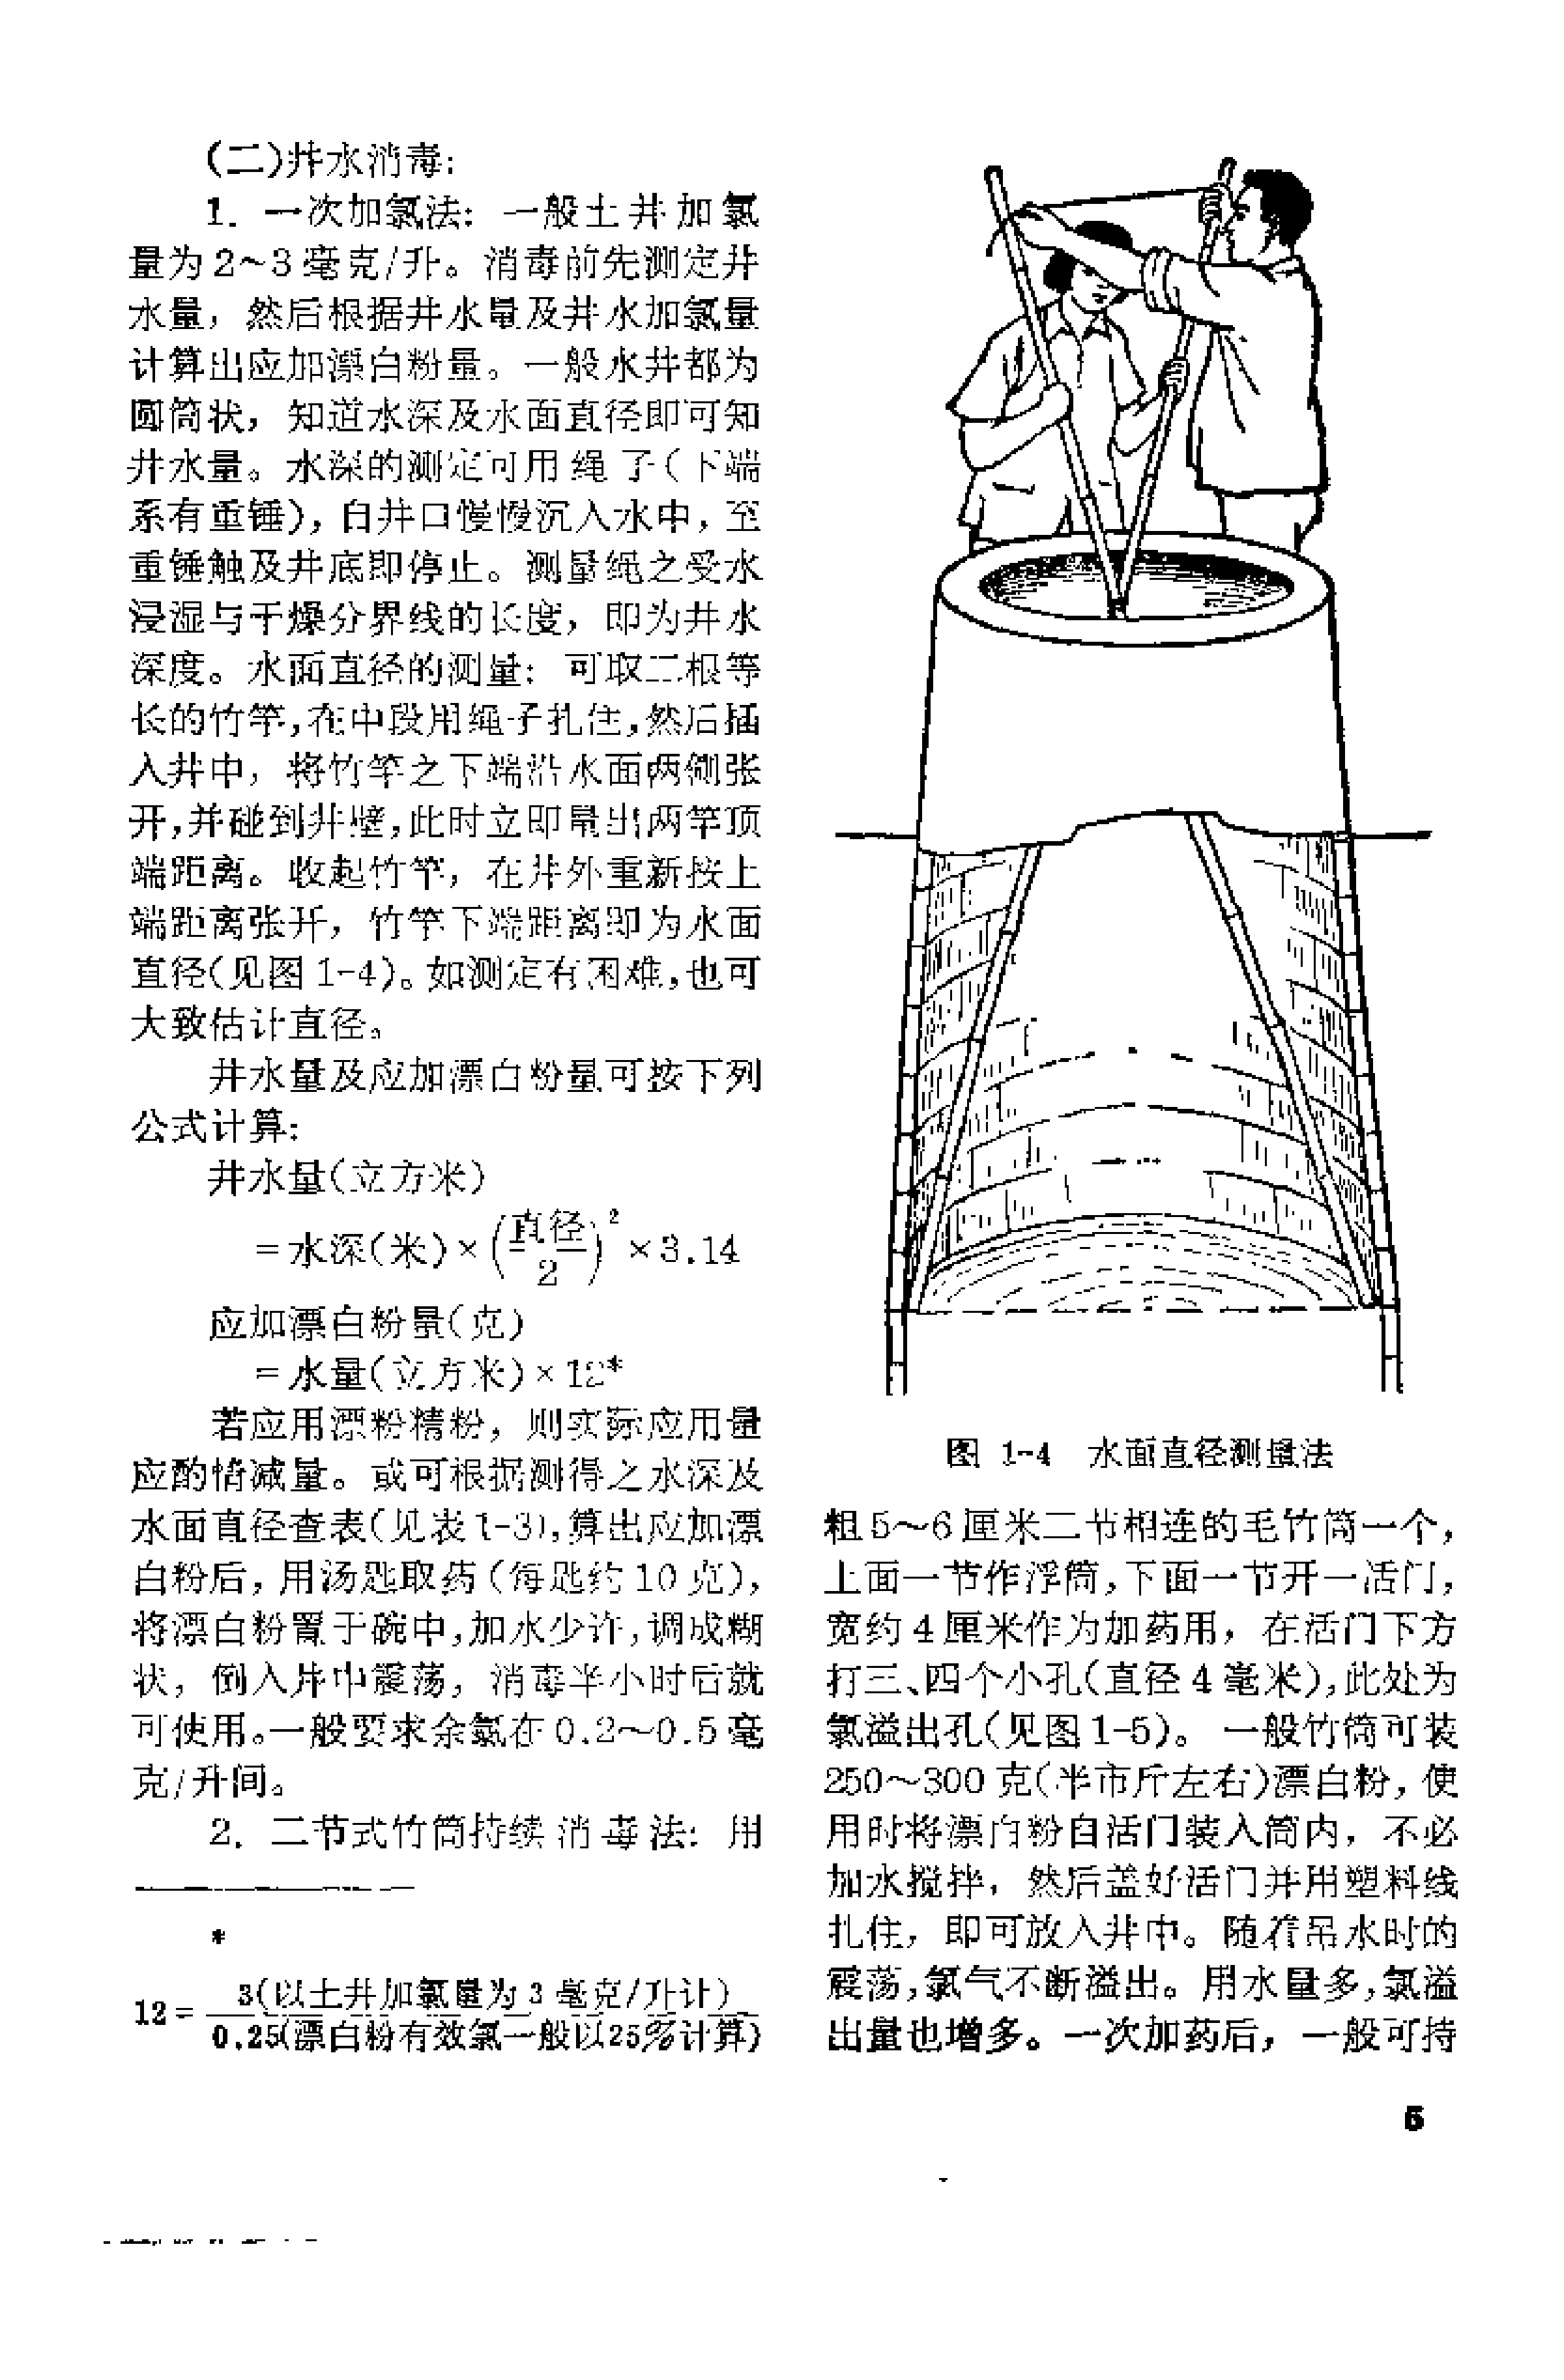 (二)井水消毒：
1. 一次加氯法：一般土井加氯
量为2~3毫克/升。消毒前先测定井
水量，然后根据井水量及井水加氯量
计算出应加漂白粉量。一般水井都为
圆筒状，知道水深及水面直径即可知
井水量。水深的测定可用绳子(下端
系有重锤)，自井口慢慢沉入水中，至
重锤触及井底即停止。测量绳之受水
浸湿与干燥分界线的长度，即为井水
深度。水面直径的测量：可取二根等
长的竹竿，在中段用绳子扎住，然后插
入井中，将竹竿之下端沿水面两侧张
开，并碰到井壁，此时立即量出两竿顶
端距离。收起竹竿，在井外重新按上
端距离张开，竹竿下端距离即为水面
直径(见图1-4)。如测定有困难，也可
大致估计直径。
井水量及应加漂白粉量可按下列
公式计算：
井水量(立方米)
=水深(米)×(直径/2)²×3.14
应加漂白粉量(克)
=水量(立方米)×12*
若应用漂粉精粉，则实际应用量
应酌情减量。或可根据测得之水深及
水面直径查表(见表1-3)，算出应加漂
白粉后，用汤匙取药(每匙约10克)，
将漂白粉置于碗中，加水少许，调成糊
状，倒入井中震荡，消毒半小时后就
可使用。一般要求余氯在0.2～0.5毫
克/升间。
2. 二节式竹筒持续消毒法：用
*
12=3(以土井加氯量为3毫克/升计)/0.25(漂白粉有效氯一般以25%计算)
图 1-4 水面直径测量法
粗5～6厘米二节相连的毛竹筒一个，
上面一节作浮筒，下面一节开一活门，
宽约4厘米作为加药用，在活门下方
打三、四个小孔(直径4毫米)，此处为
氯溢出孔(见图1-5)。一般竹筒可装
250～300克(半市斤左右)漂白粉，使
用时将漂白粉自活门装入筒内，不必
加水搅拌，然后盖好活门并用塑料线
扎住，即可放入井中。随着吊水时的
震荡，氯气不断溢出。用水量多，氯溢
出量也增多。一次加药后，一般可持
5